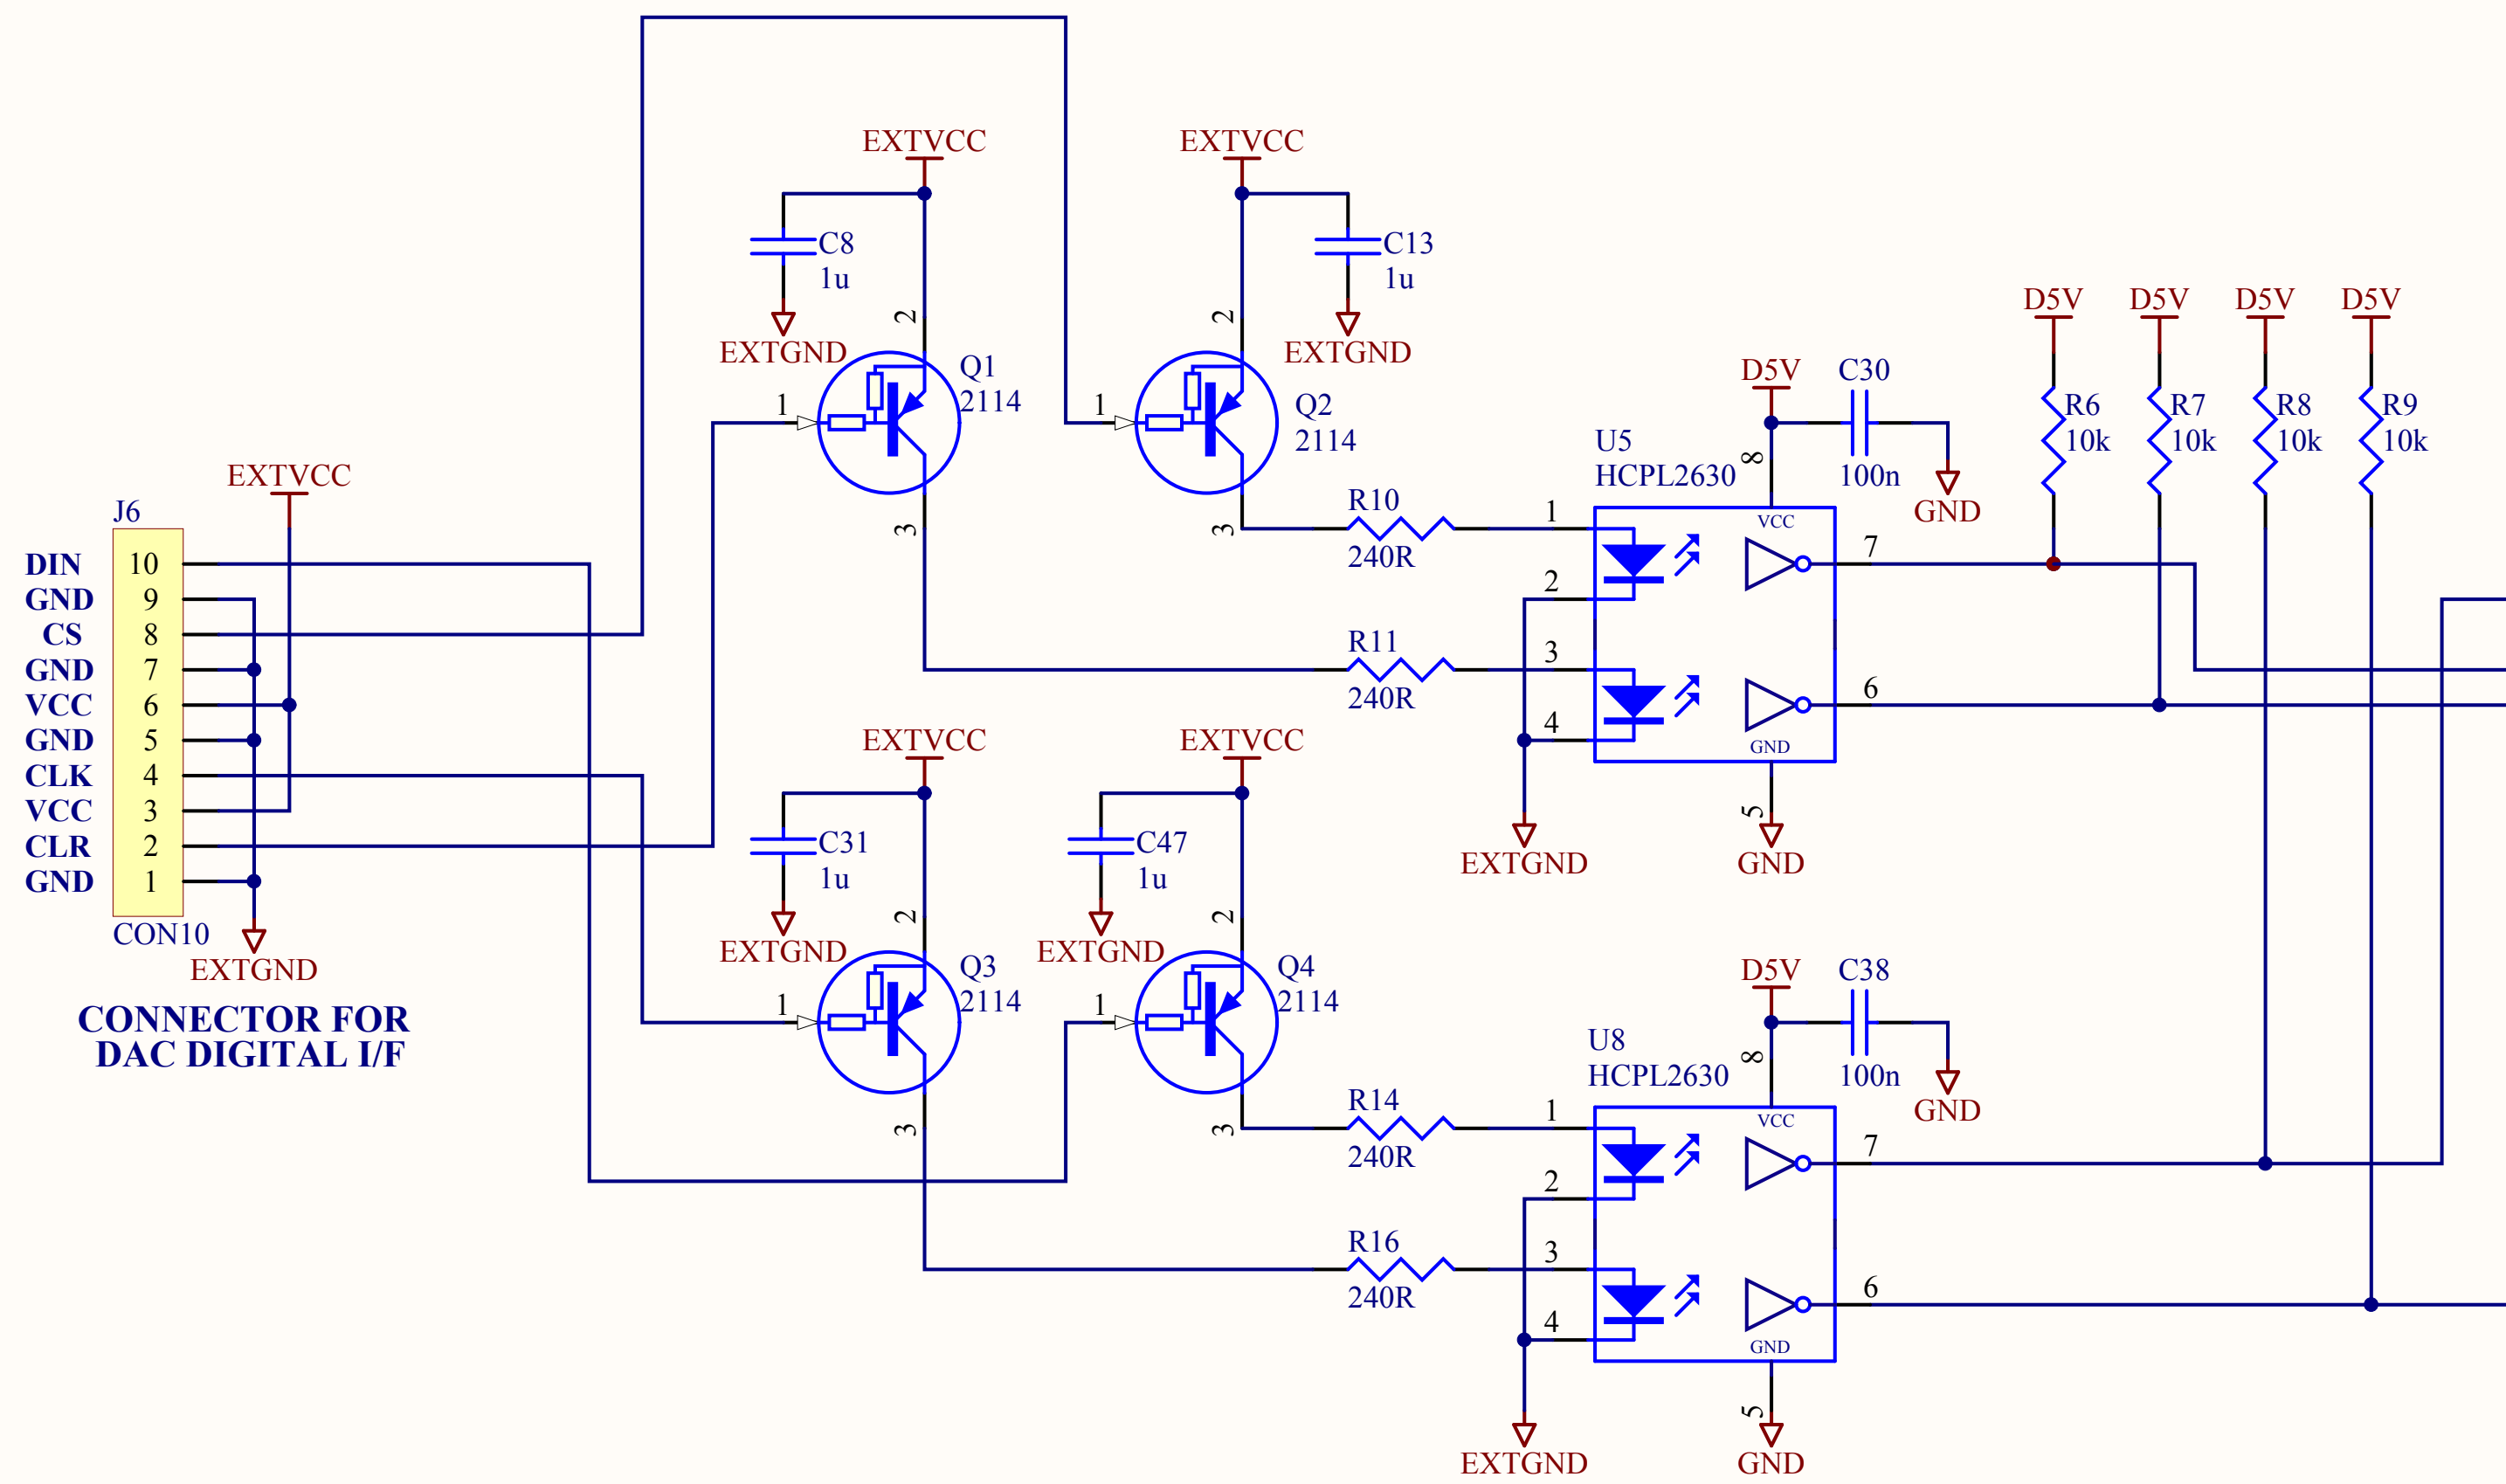 EXTVCC
EXTVCC
C8
1u
C13
1u
2
2
EXTGND
EXTGND
D5V
D5V
D5V
D5V
Q1
2114
1
1
Q2
2114
D5V
C30
R6
10k
R7
10k
R8
10k
R9
10k
U5
HCPL2630
8
100n
GND
EXTVCC
J6
3
3
R10
240R
1
VCC
7
2
DIN 10
GND 9
CS 8
GND 7
VCC 6
GND 5
CLK 4
VCC 3
CLR 2
GND 1
CON10
EXTGND
CONNECTOR FOR
DAC DIGITAL I/F
R11
240R
3
6
4
GND
5
EXTGND
GND
EXTVCC
EXTVCC
C31
1u
C47
1u
2
2
EXTGND
EXTGND
Q3
2114
1
1
Q4
2114
3
3
D5V
C38
U8
HCPL2630
8
100n
GND
R14
240R
1
VCC
7
2
R16
240R
3
6
4
GND
5
EXTGND
GND